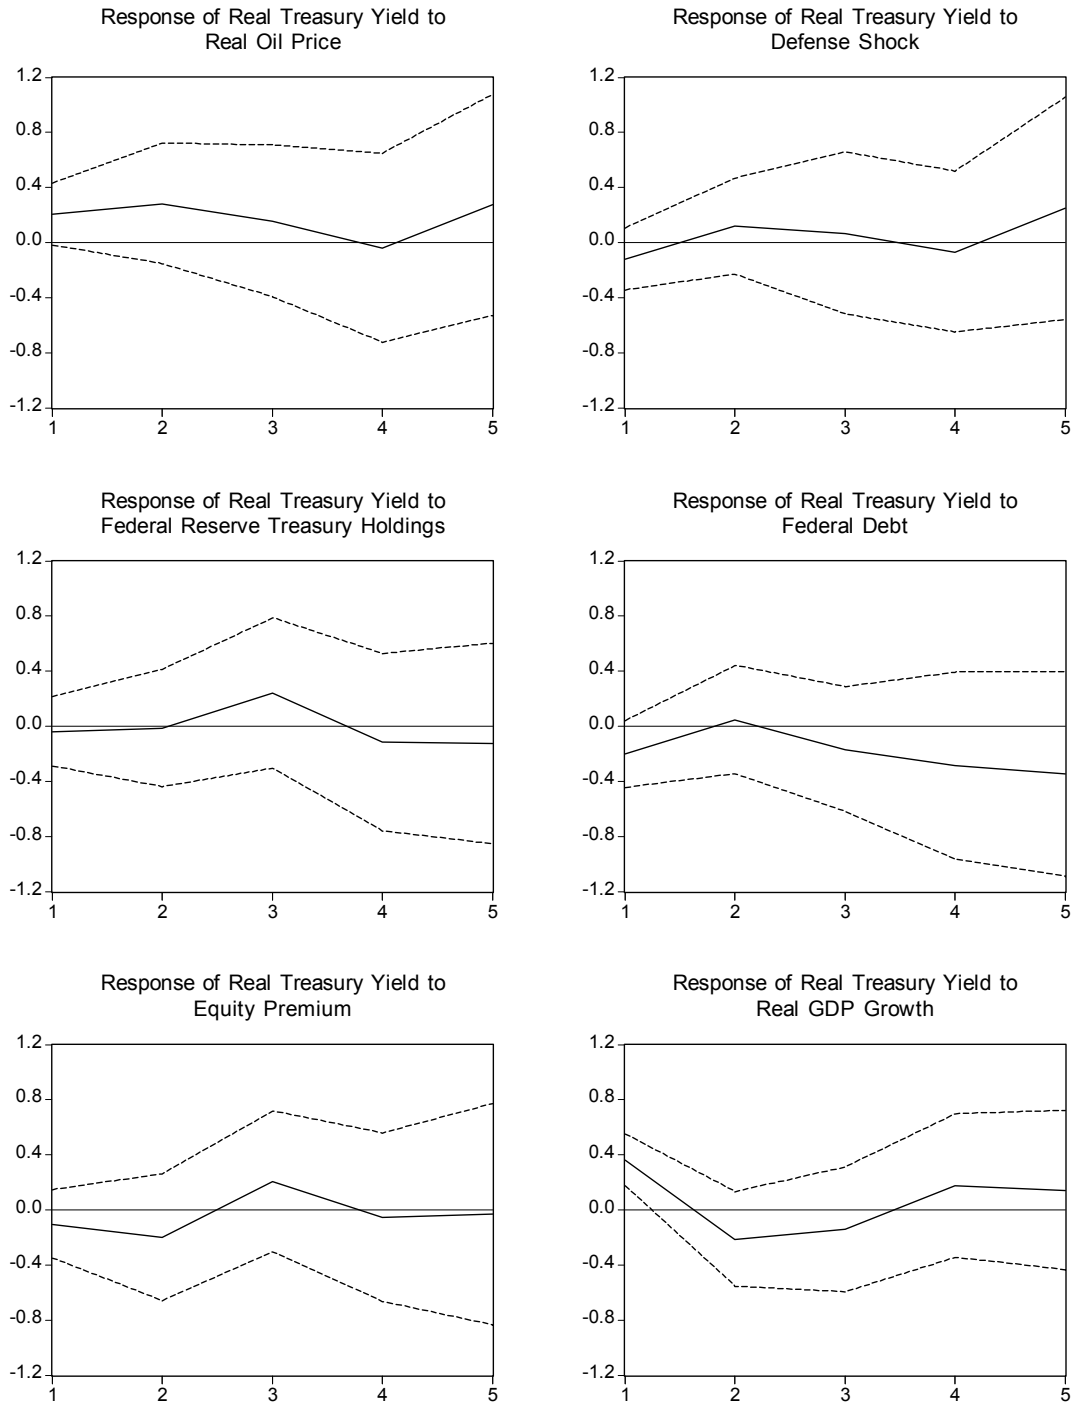 Response of Real Treasury Yield to
Real Oil Price
1.2
0.8
0.4
0.0
-0.4
-0.8
-1.2
1 2 3 4 5
Response of Real Treasury Yield to
Defense Shock
1.2
0.8
0.4
0.0
-0.4
-0.8
-1.2
1 2 3 4 5
Response of Real Treasury Yield to
Federal Reserve Treasury Holdings
1.2
0.8
0.4
0.0
-0.4
-0.8
-1.2
1 2 3 4 5
Response of Real Treasury Yield to
Federal Debt
1.2
0.8
0.4
0.0
-0.4
-0.8
-1.2
1 2 3 4 5
Response of Real Treasury Yield to
Equity Premium
1.2
0.8
0.4
0.0
-0.4
-0.8
-1.2
1 2 3 4 5
Response of Real Treasury Yield to
Real GDP Growth
1.2
0.8
0.4
0.0
-0.4
-0.8
-1.2
1 2 3 4 5